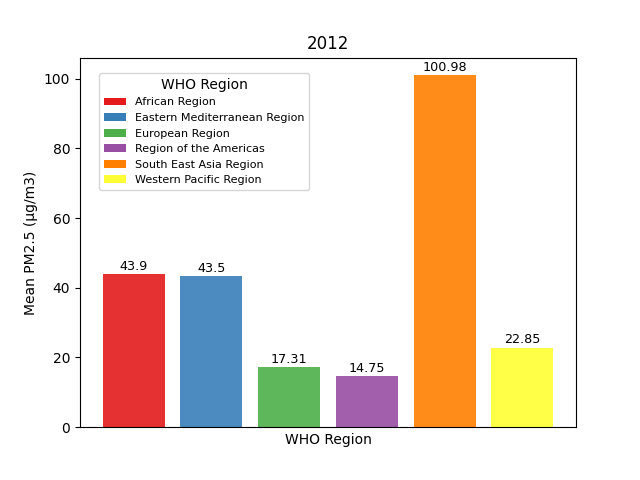 2012
100.98
100
WHO Region
African Region
Eastern Mediterranean Region
European Region
Region of the Americas
South East Asia Region
Western Pacific Region
80
60
40
20
0
Mean PM2.5 (μg/m3)
43.9
43.5
17.31
14.75
22.85
WHO Region